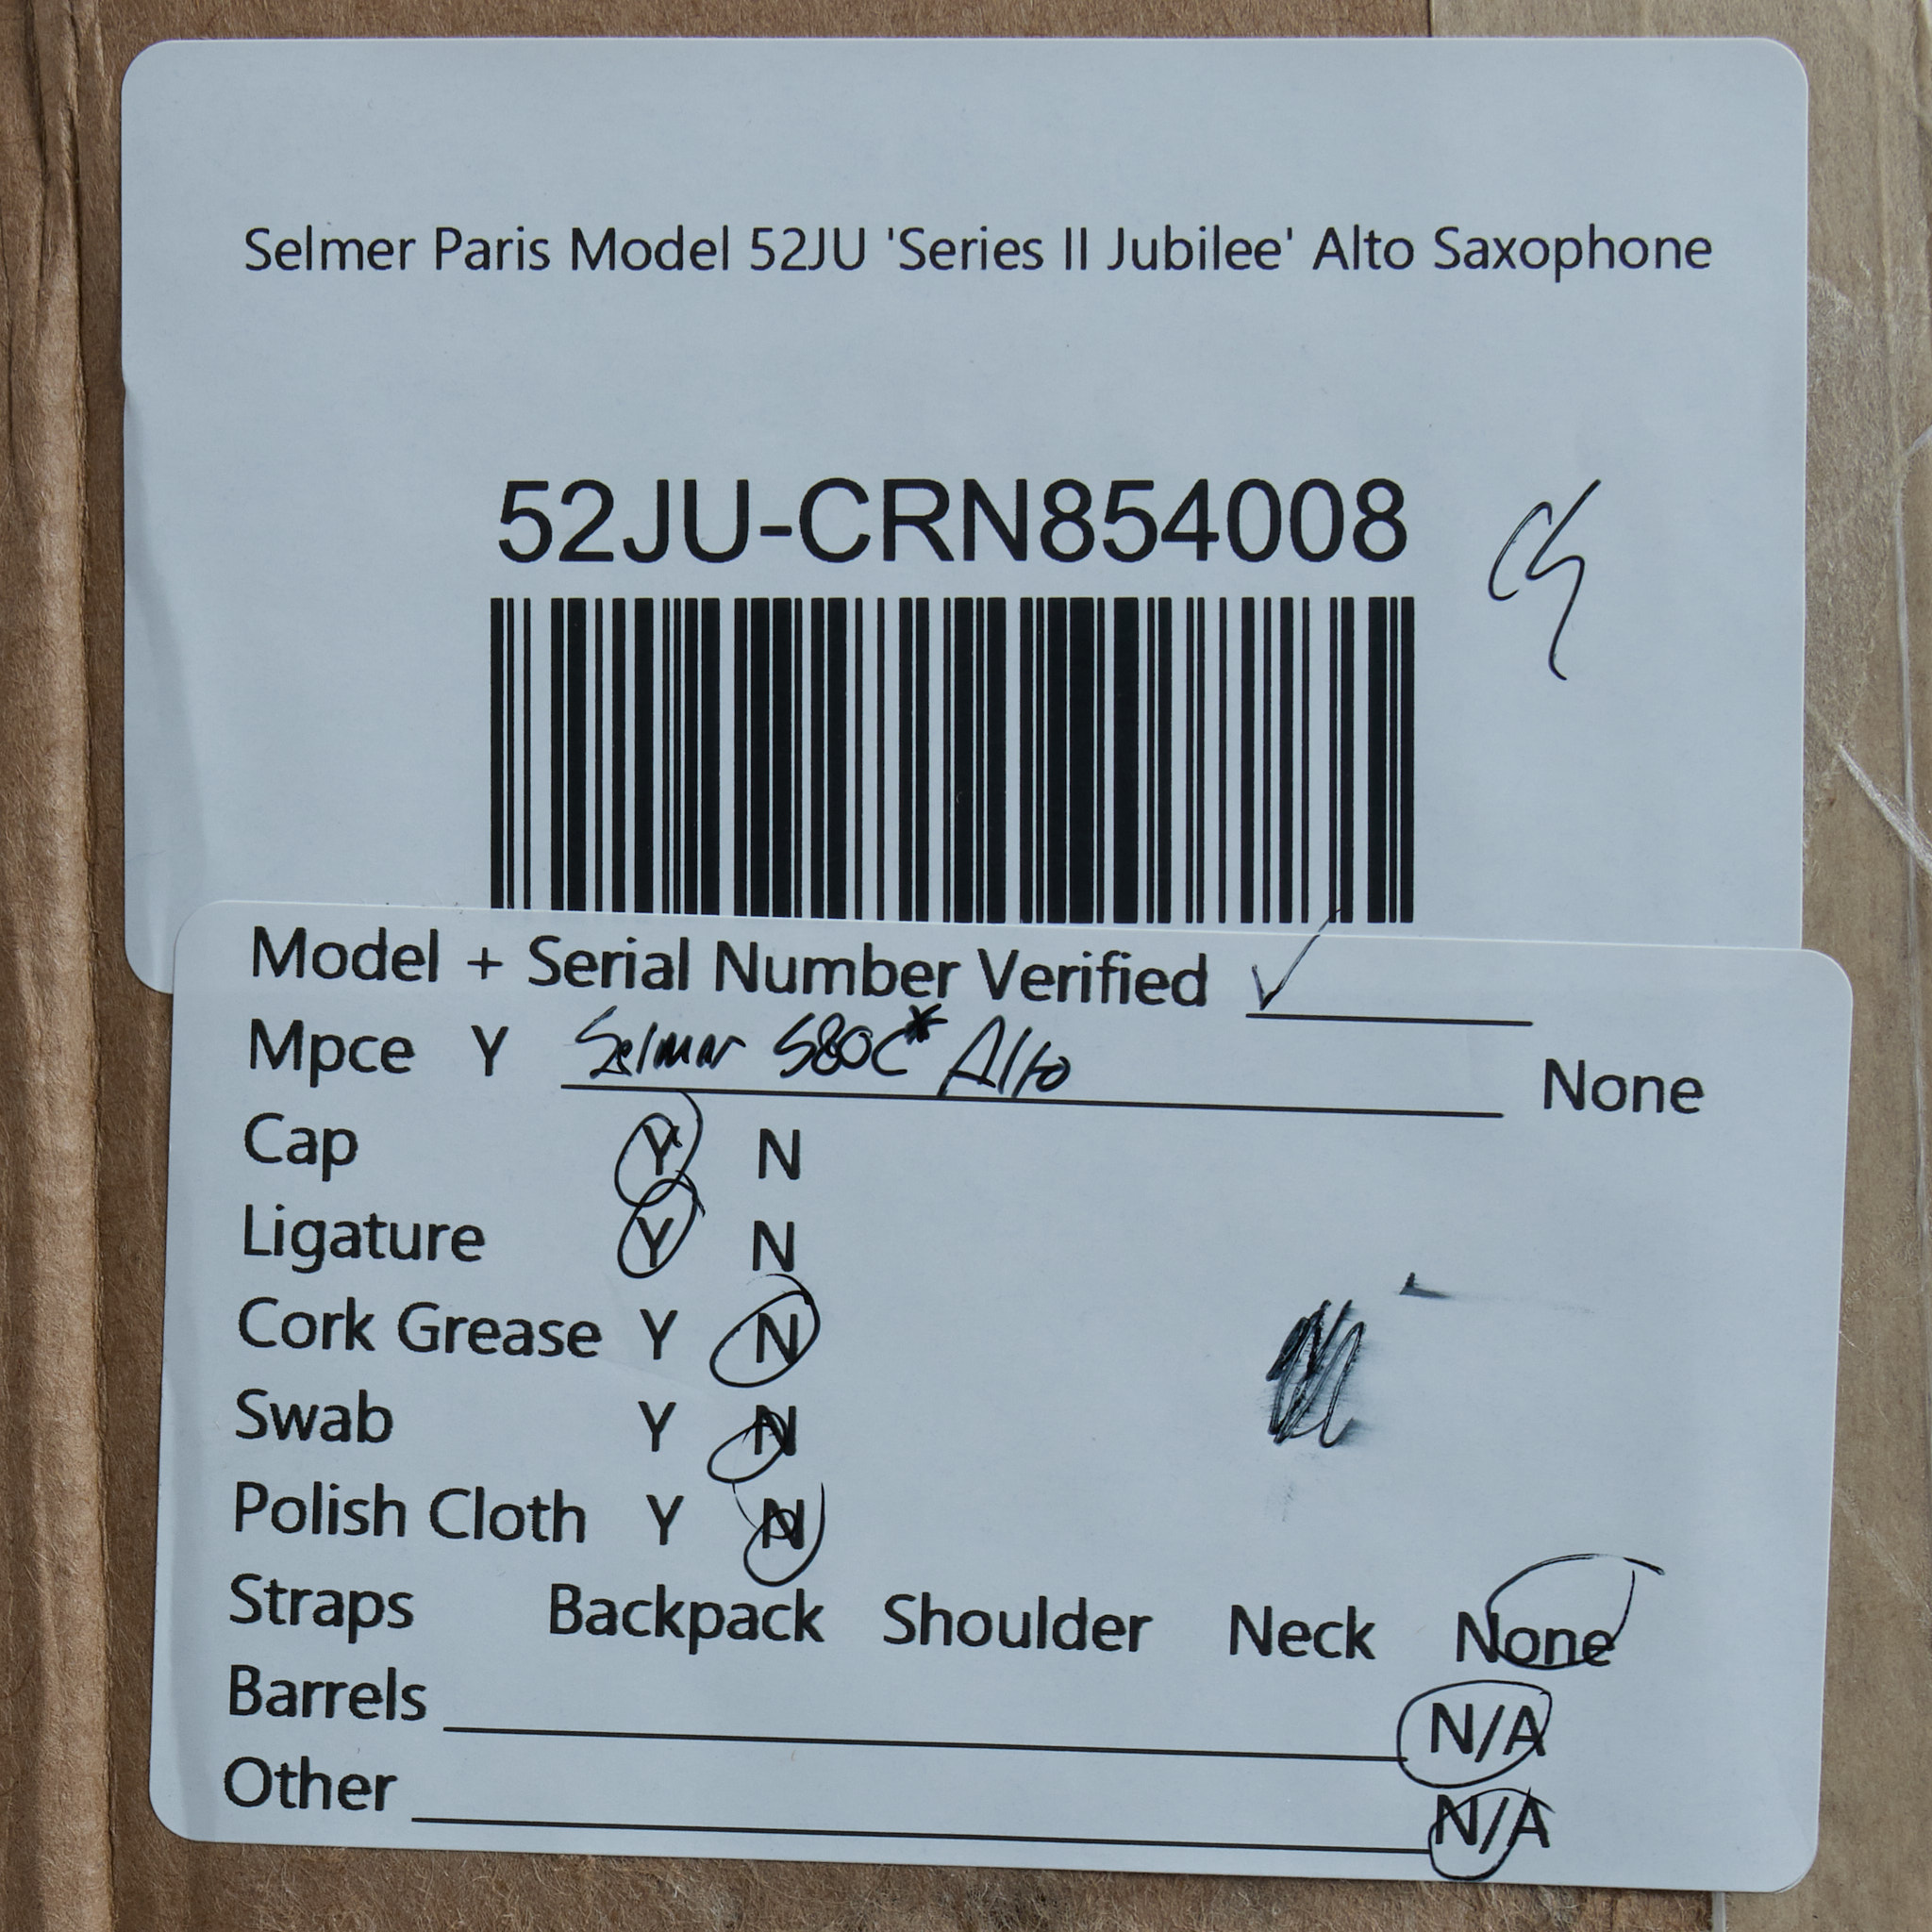 Selmer Paris Model 52JU 'Series II Jubilee' Alto Saxophone
52JU-CRN854008
Model + Serial Number Verified ✓
Mpce Y Selmer S80C* Alto None
Cap Y N
Ligature Y N
Cork Grease Y N
Swab Y N
Polish Cloth Y N
Straps Backpack Shoulder Neck None
Barrels N/A
Other N/A